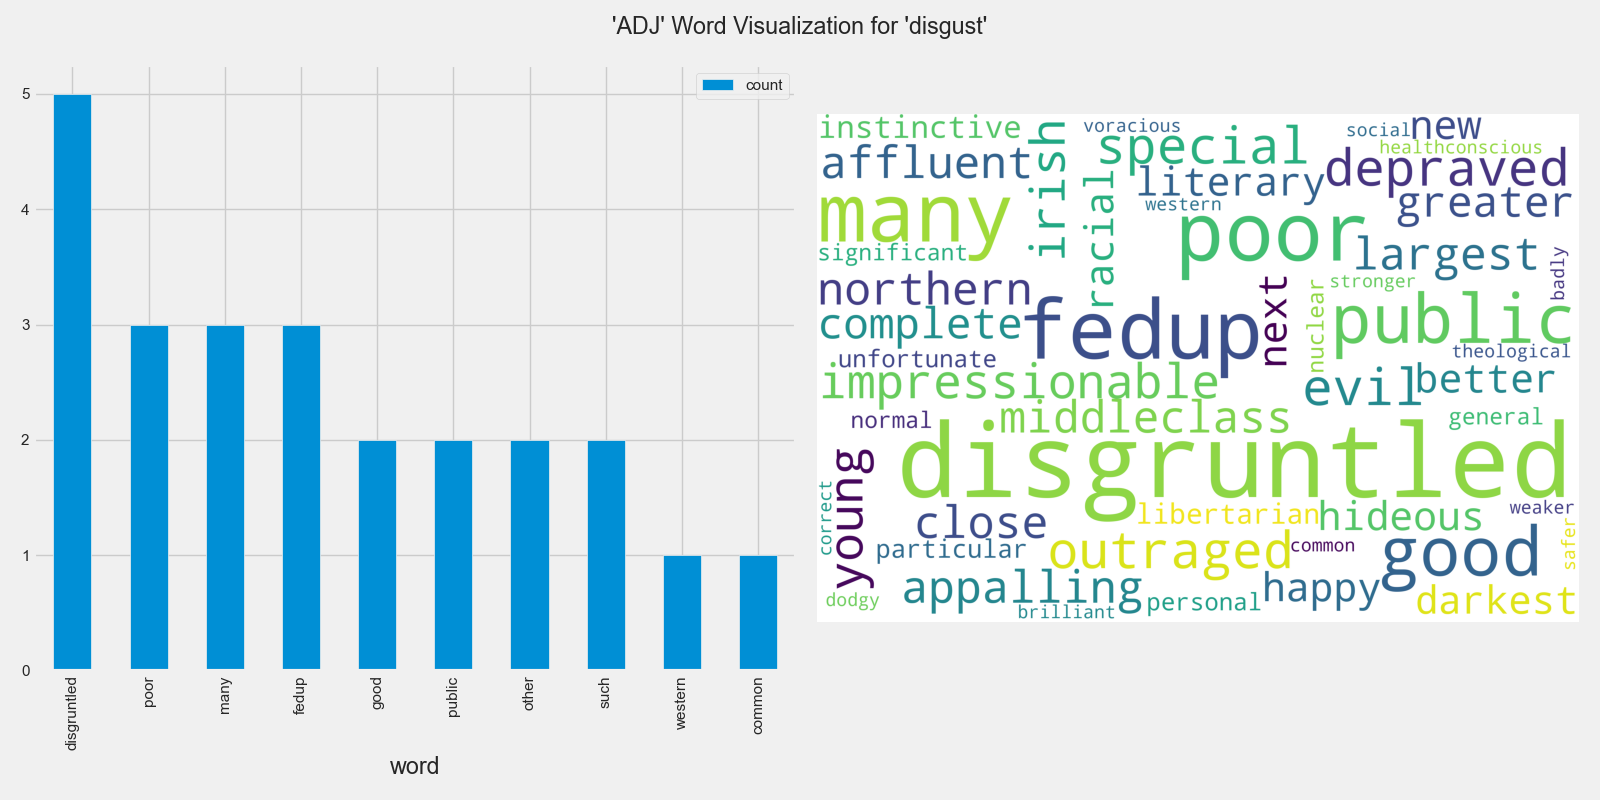 'ADJ' Word Visualization for 'disgust'
count
5
4
3
2
1
0
disgruntled
poor
many
fedup
good
public
other
such
western
common
word
instinctive
voracious
social
new
affluent
irish
special
healthconscious
depraved
many
racial
literary
western
greater
poor
significant
largest
badly
northern
next
stronger
nuclear
public
complete
fedup
unfortunate
theological
impressionable
evil
better
normal
middleclass
general
disgruntled
young
correct
close
libertarian
hideous
weaker
particular
outraged
common
good
safer
dodgy
appalling
brilliant
personal
happy
darkest